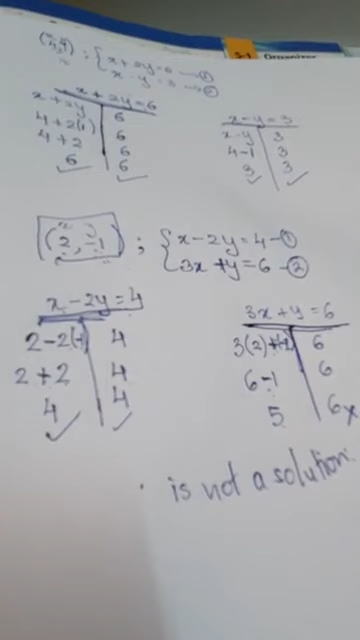 (4,1) ; { x + 2y = 6 — ①
x - y = 3 — ②
x + 2y = 6
x + 2y | 6
4 + 2(1) | 6
4 + 2 | 6
6 ✓ | 6 ✓
x - y = 3
x - y | 3
4 - 1 | 3
3 ✓ | 3 ✓
(2, -1) ; { x - 2y = 4 - ①
3x + y = 6 - ②
x - 2y = 4
2 - 2(-1) | 4
2 + 2 | 4
4 ✓ | 4 ✓
3x + y = 6
3(2) + (-1) | 6
6 - 1 | 6
5 | 6 x
is not a solution.